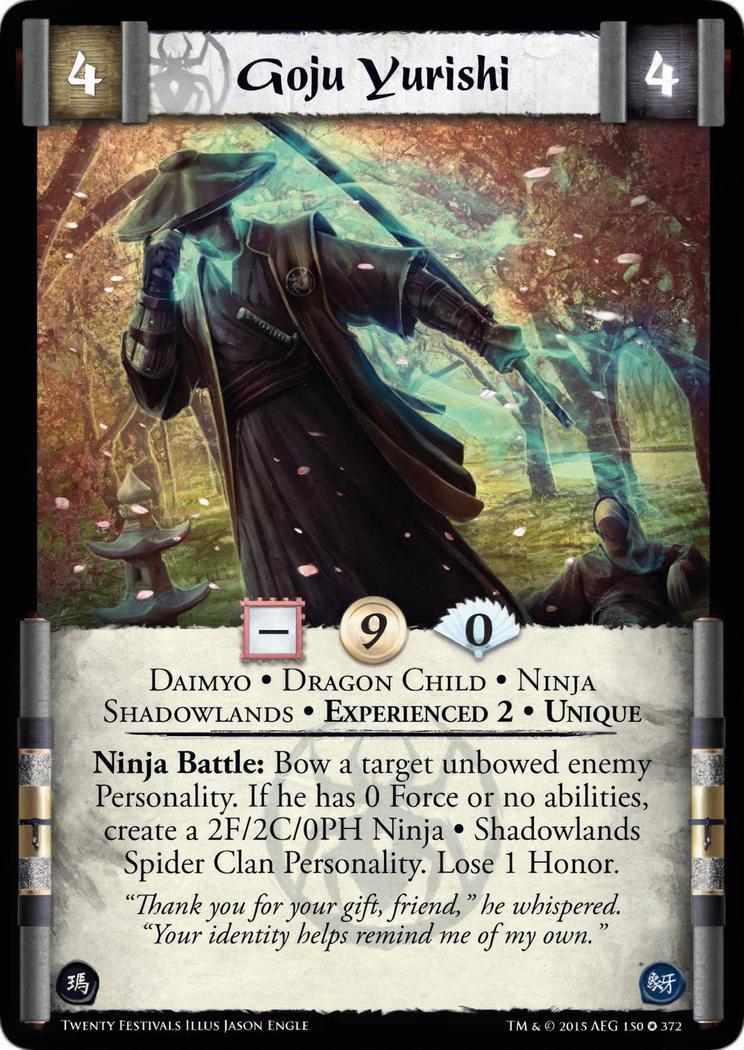 4
Goju Yurishi
4
–
9
0
Daimyo • Dragon Child • Ninja
Shadowlands • Experienced 2 • Unique
Ninja Battle: Bow a target unbowed enemy
Personality. If he has 0 Force or no abilities,
create a 2F/2C/0PH Ninja • Shadowlands
Spider Clan Personality. Lose 1 Honor.
“Thank you for your gift, friend,” he whispered.
“Your identity helps remind me of my own.”
Twenty Festivals Illus Jason Engle
TM & © 2015 AEG 150 ✪ 372